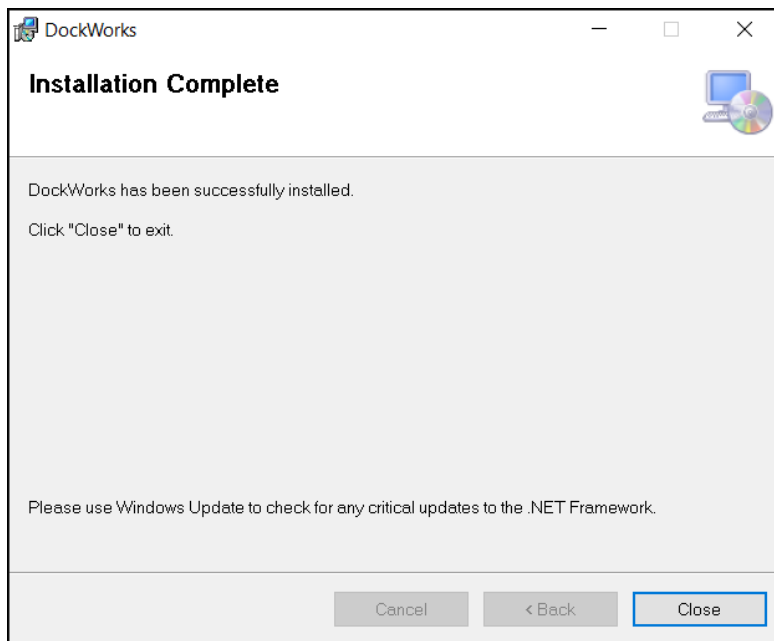 DockWorks
Installation Complete
DockWorks has been successfully installed.
Click "Close" to exit.
Please use Windows Update to check for any critical updates to the .NET Framework.
Cancel
< Back
Close